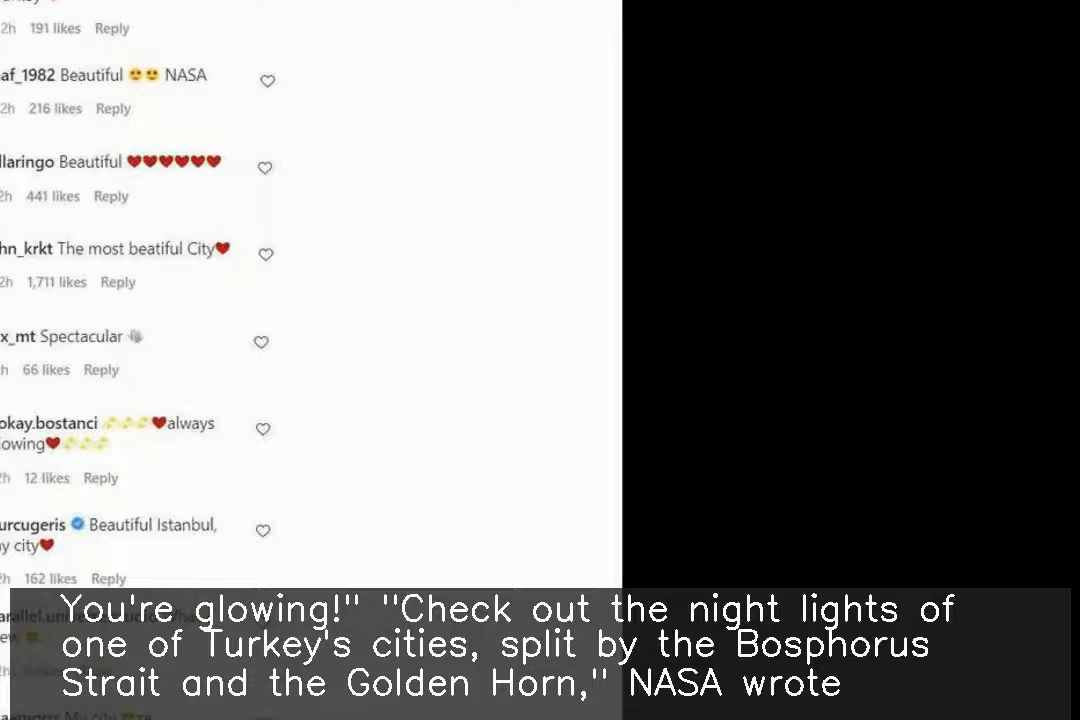 2h 191 likes Reply
af_1982 Beautiful 😍😍 NASA
2h 216 likes Reply
llaringo Beautiful ❤❤❤❤❤❤
2h 441 likes Reply
hn_krkt The most beatiful City❤
2h 1,711 likes Reply
x_mt Spectacular 👏
h 66 likes Reply
okay.bostanci ❤always
lowing❤
2h 12 likes Reply
urcugeris Beautiful Istanbul,
y city❤
2h 162 likes Reply
You're glowing!" "Check out the night lights of
one of Turkey's cities, split by the Bosphorus
Strait and the Golden Horn," NASA wrote